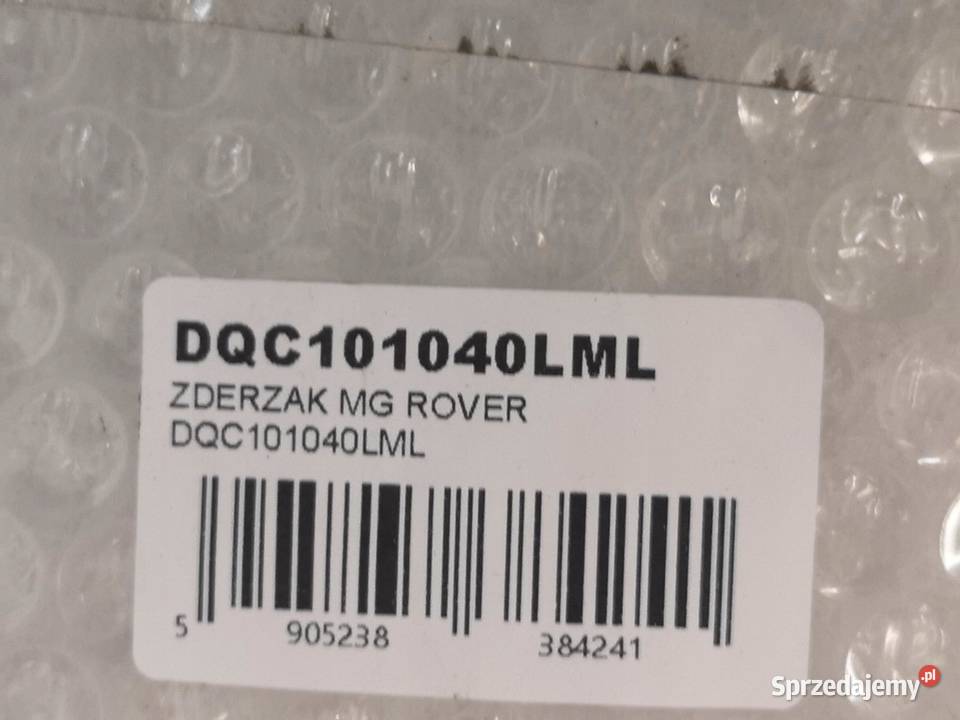 DQC101040LML
ZDERZAK MG ROVER
DQC101040LML
5 905238 384241
Sprzedajemy.pl